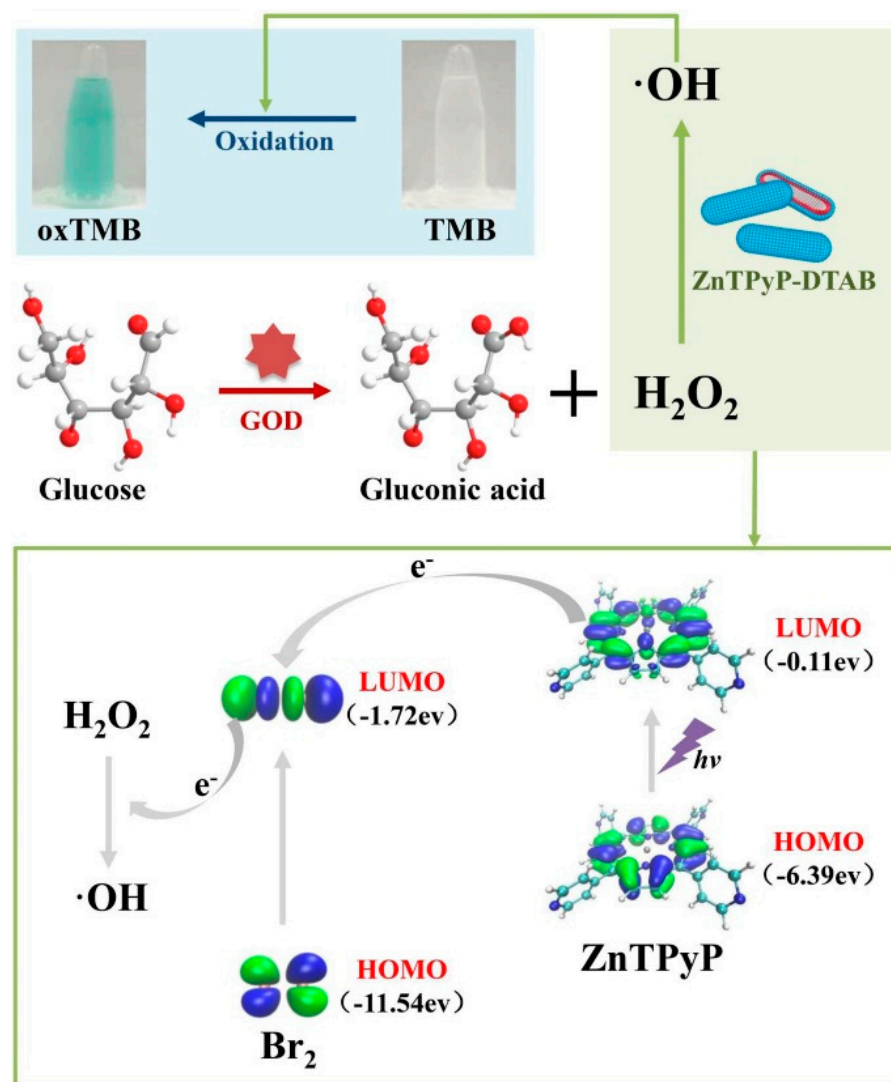 ·OH
Oxidation
oxTMB
TMB
ZnTPyP-DTAB
GOD
+
H₂O₂
Glucose
Gluconic acid
e⁻
LUMO
(-0.11ev)
LUMO
(-1.72ev)
H₂O₂
hv
e⁻
HOMO
(-6.39ev)
·OH
ZnTPyP
HOMO
(-11.54ev)
Br₂